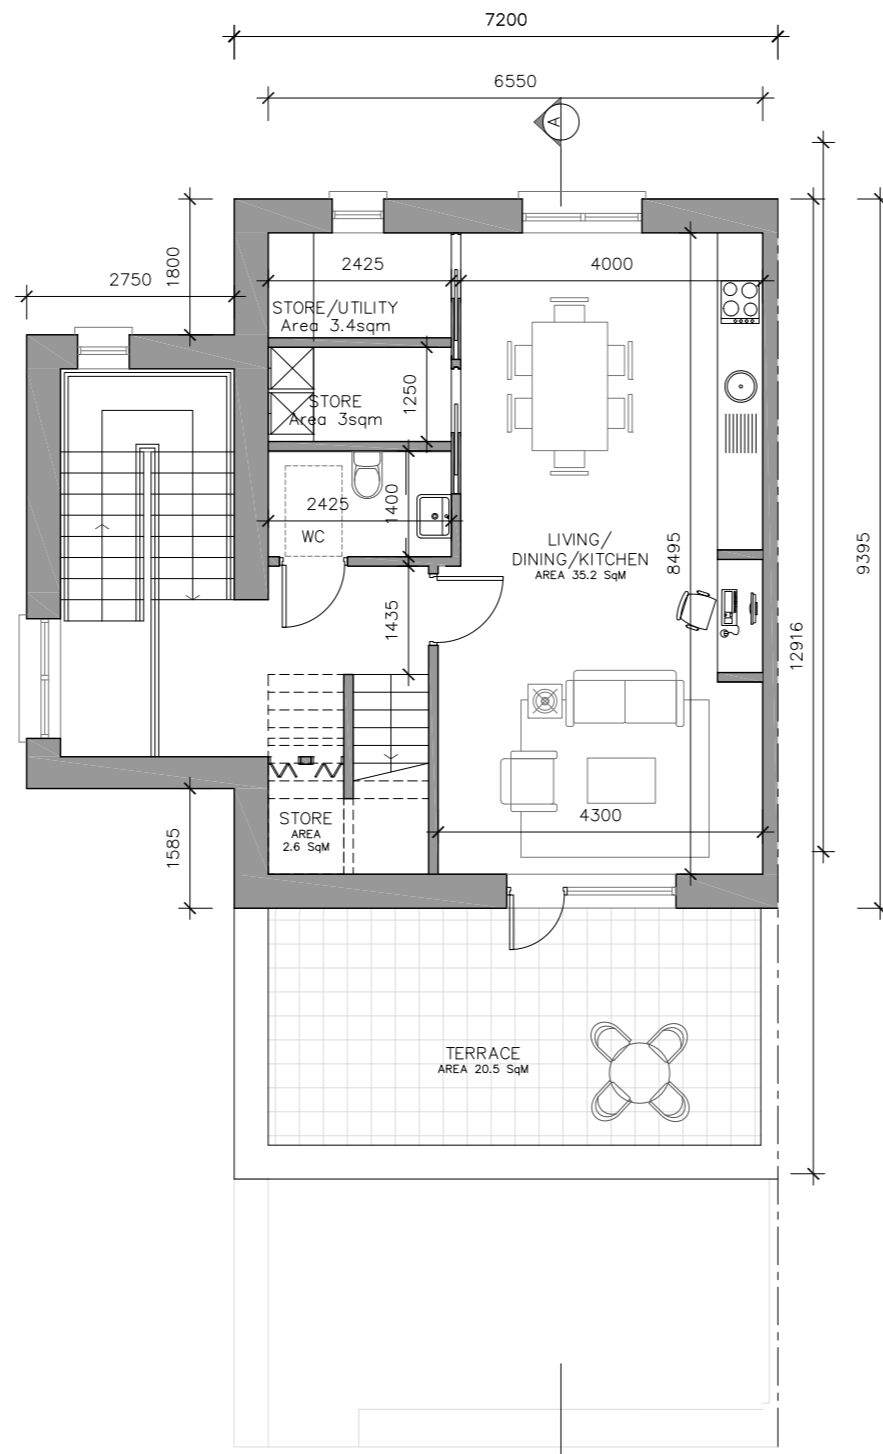 7200
6550
A
2750
1800
2425
4000
STORE/UTILITY
Area 3.4sqm
1250
STORE
Area 3sqm
2425
1400
WC
LIVING/
DINING/KITCHEN
AREA 35.2 SqM
8495
9395
12916
1435
4300
STORE
AREA
2.6 SqM
1585
TERRACE
AREA 20.5 SqM